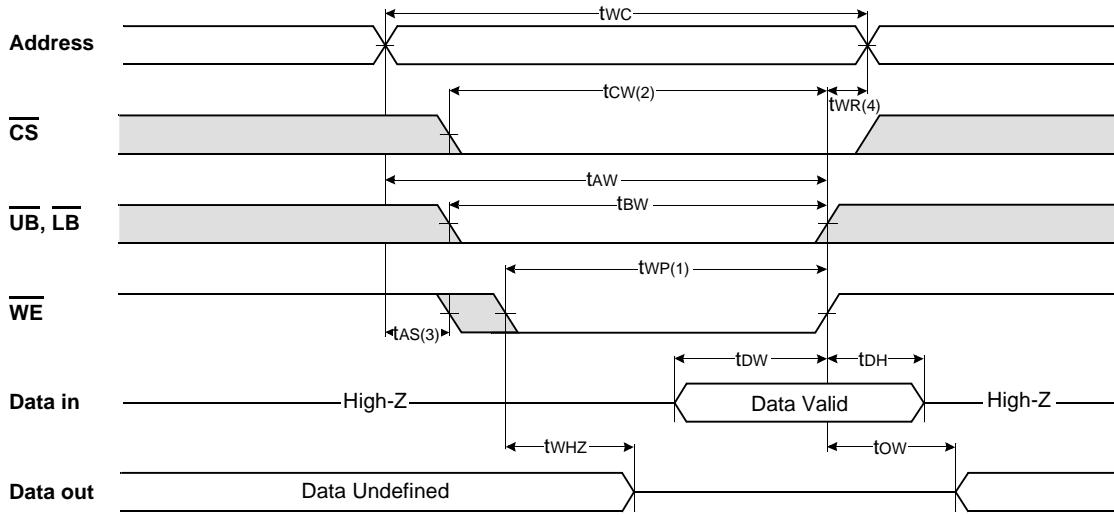 tWC
Address
tCW(2)
tWR(4)
CS
tAW
tBW
UB, LB
tWP(1)
WE
tAS(3)
tDW
tDH
Data in
High-Z
Data Valid
High-Z
tWHZ
tOW
Data out
Data Undefined